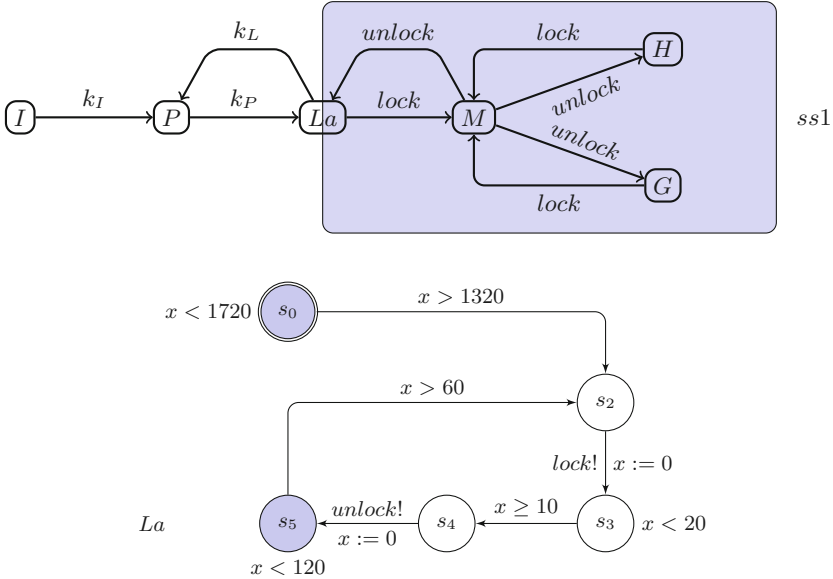 k_L
unlock
lock
H
I
k_I
P
k_P
La
lock
M
unlock
unlock
ss1
G
lock
x < 1720
s_0
x > 1320
x > 60
s_2
lock!
x := 0
La
s_5
unlock!
x := 0
s_4
x ≥ 10
s_3
x < 20
x < 120